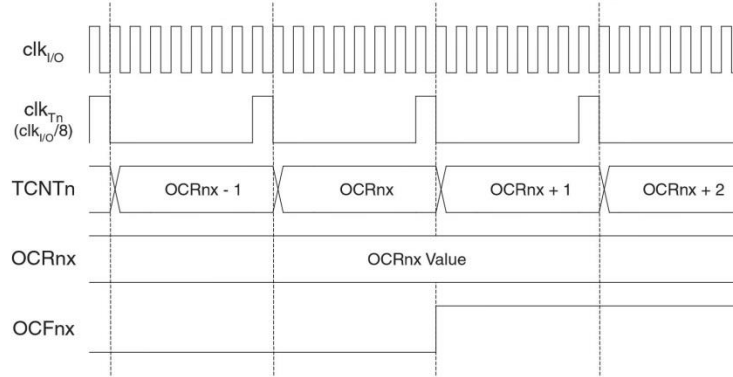 clkI/O
clkTn
(clkI/O/8)
TCNTn OCRnx - 1 OCRnx OCRnx + 1 OCRnx + 2
OCRnx OCRnx Value
OCFnx